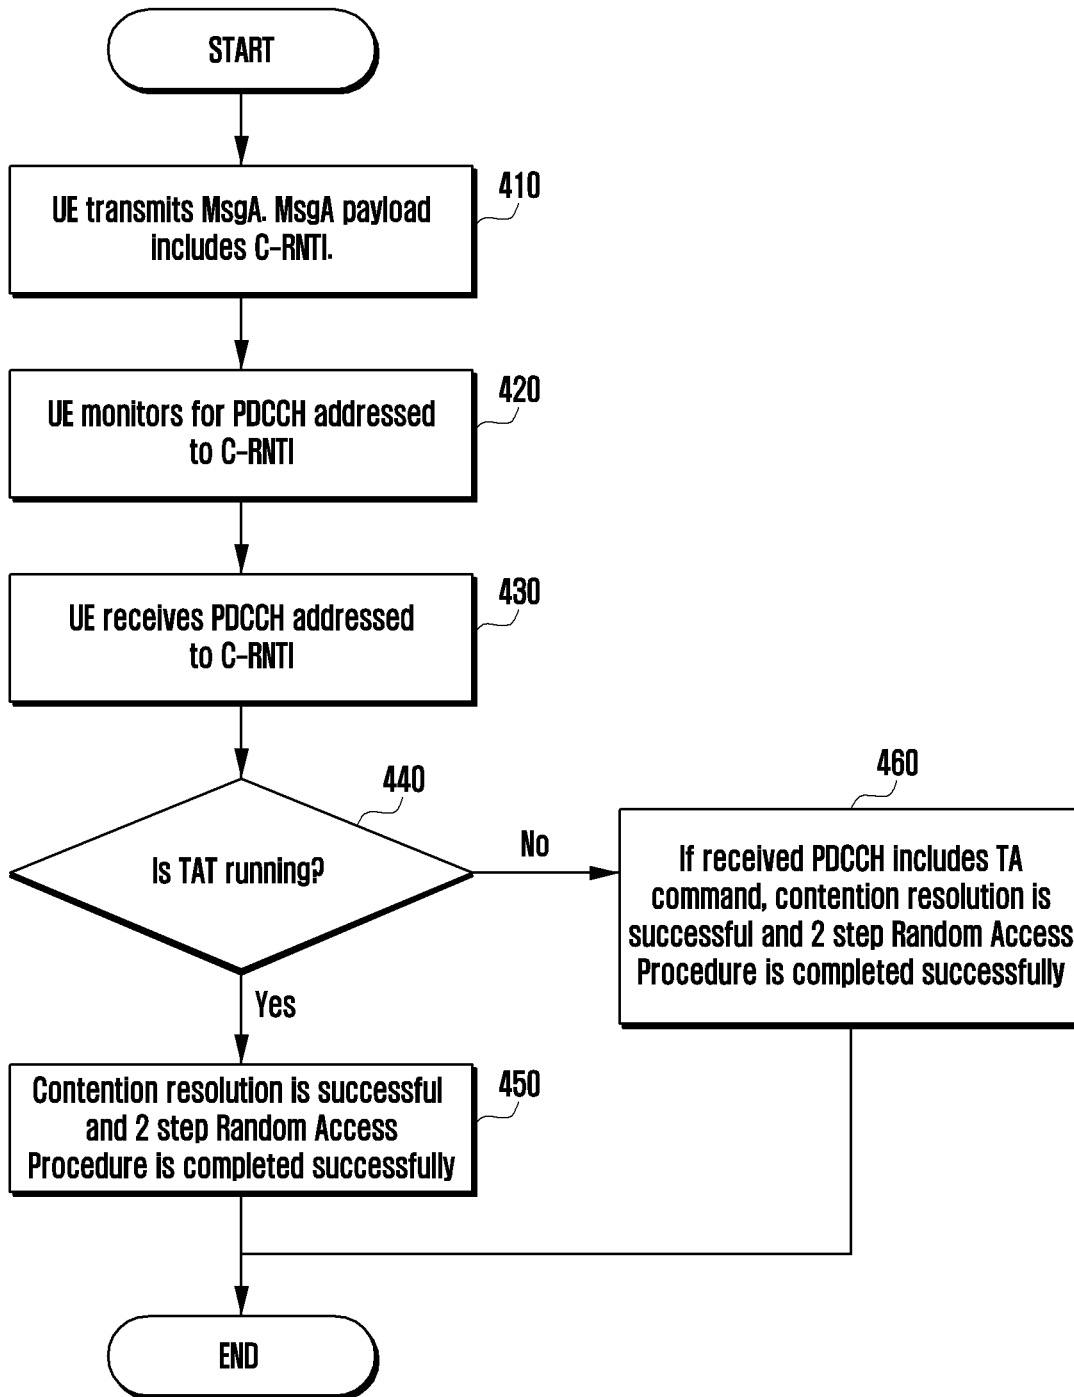 START
UE transmits MsgA. MsgA payload
includes C-RNTI.
410
UE monitors for PDCCH addressed
to C-RNTI
420
UE receives PDCCH addressed
to C-RNTI
430
Is TAT running?
440
No
Yes
If received PDCCH includes TA
command, contention resolution is
successful and 2 step Random Access
Procedure is completed successfully
460
Contention resolution is successful
and 2 step Random Access
Procedure is completed successfully
450
END